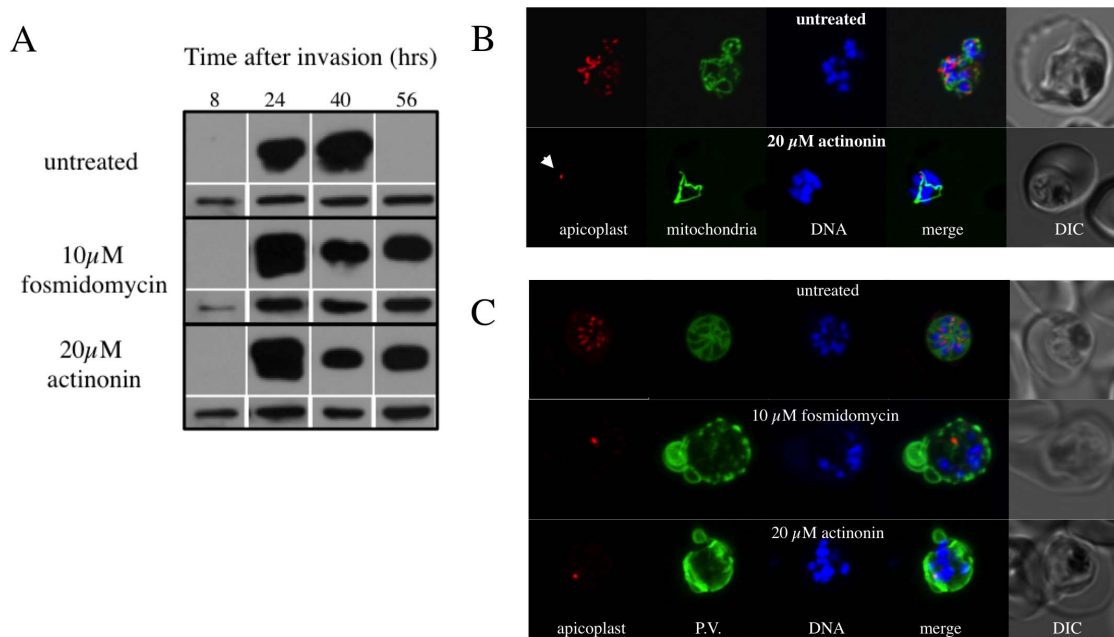 A
Time after invasion (hrs)
8 24 40 56
untreated
10μM
fosmidomycin
20μM
actinonin
B
untreated
20 μM actinonin
apicoplast mitochondria DNA merge DIC
C
untreated
10 μM fosmidomycin
20 μM actinonin
apicoplast P.V. DNA merge DIC